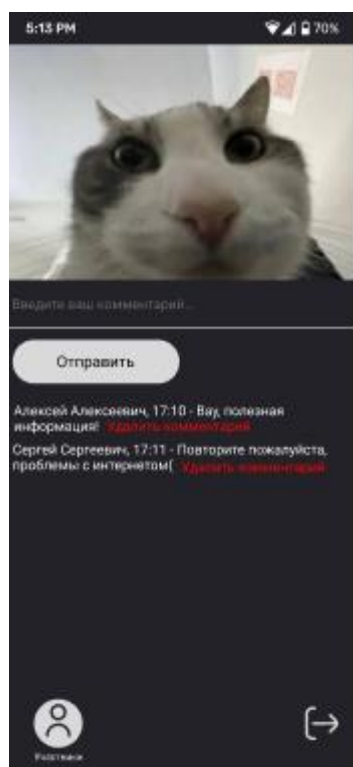 5:13 PM 70%
Введите ваш комментарий...
Отправить
Алексей Алексеевич, 17:10 - Вау, полезная
информация! Удалить комментарий
Сергей Сергеевич, 17:11 - Повторите пожалуйста,
проблемы с интернетом( Удалить комментарий